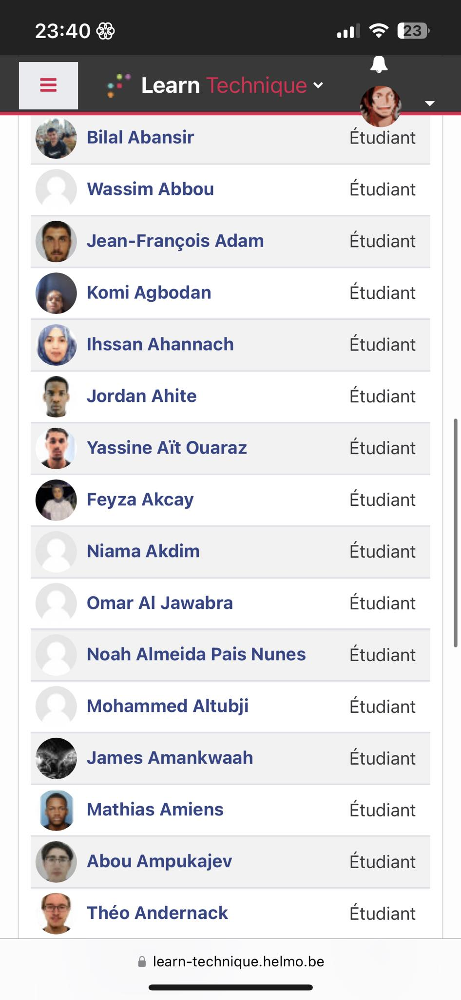 23:40
23
Learn Technique
Bilal Abansir Étudiant
Wassim Abbou Étudiant
Jean-François Adam Étudiant
Komi Agbodan Étudiant
Ihssan Ahannach Étudiant
Jordan Ahite Étudiant
Yassine Aït Ouaraz Étudiant
Feyza Akcay Étudiant
Niama Akdim Étudiant
Omar Al Jawabra Étudiant
Noah Almeida Pais Nunes Étudiant
Mohammed Altubji Étudiant
James Amankwaah Étudiant
Mathias Amiens Étudiant
Abou Ampukajev Étudiant
Théo Andernack Étudiant
learn-technique.helmo.be